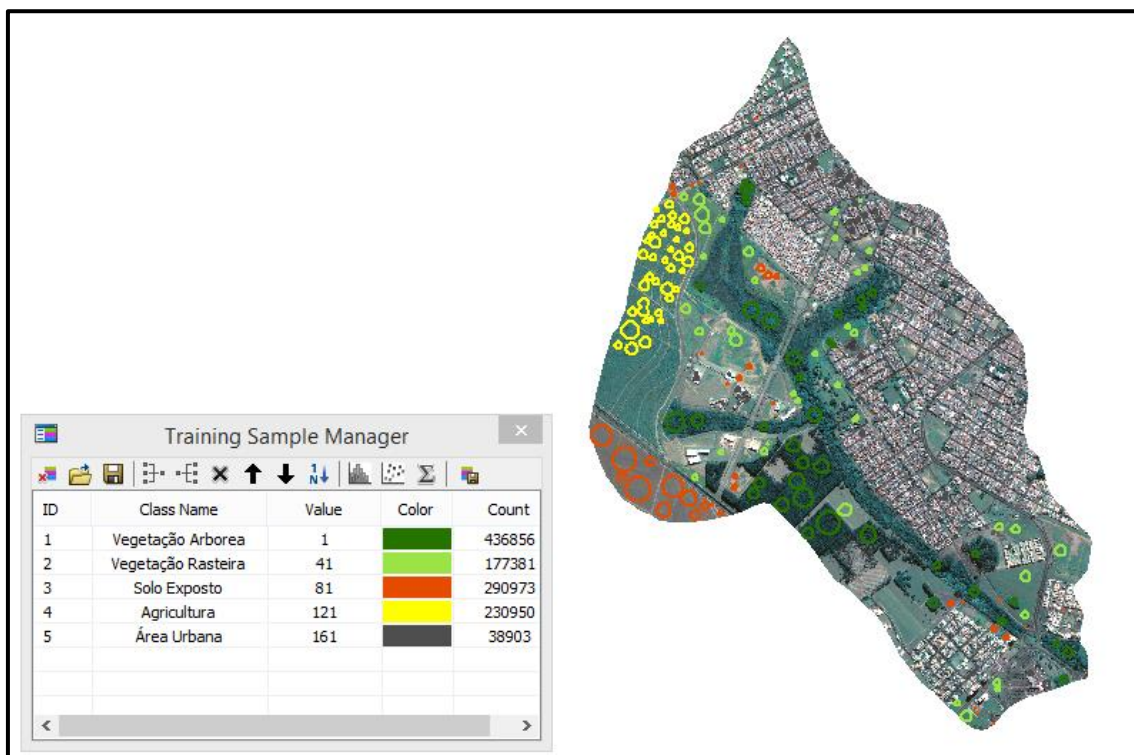 Training Sample Manager
ID Class Name Value Color Count
1 Vegetação Arborea 1 436856
2 Vegetação Rasteira 41 177381
3 Solo Exposto 81 290973
4 Agricultura 121 230950
5 Área Urbana 161 38903